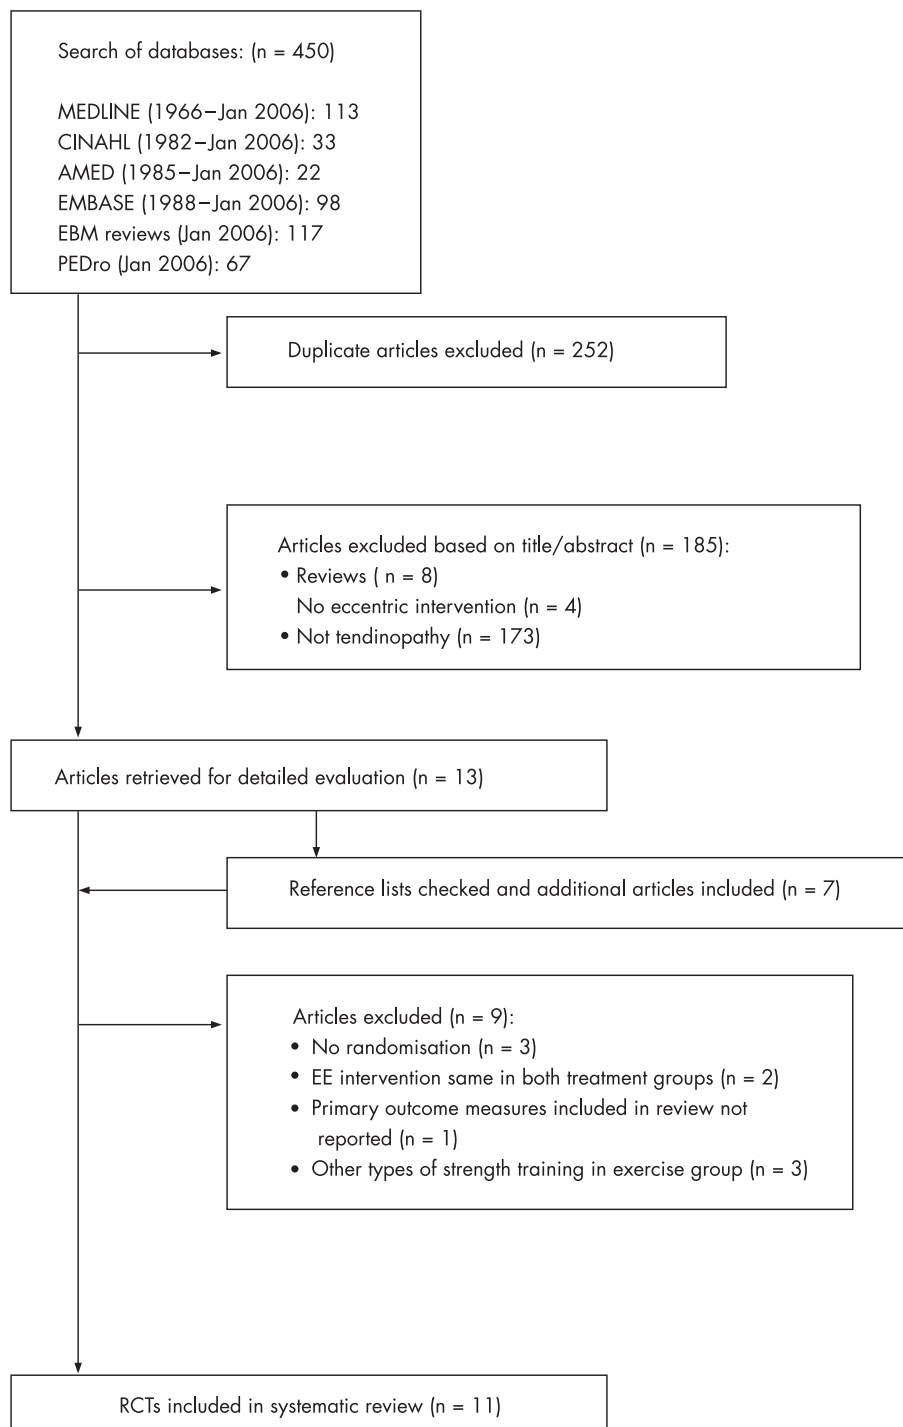 Search of databases: (n = 450)
MEDLINE (1966–Jan 2006): 113
CINAHL (1982–Jan 2006): 33
AMED (1985–Jan 2006): 22
EMBASE (1988–Jan 2006): 98
EBM reviews (Jan 2006): 117
PEDro (Jan 2006): 67
Duplicate articles excluded (n = 252)
Articles excluded based on title/abstract (n = 185):
• Reviews ( n = 8)
No eccentric intervention (n = 4)
• Not tendinopathy (n = 173)
Articles retrieved for detailed evaluation (n = 13)
Reference lists checked and additional articles included (n = 7)
Articles excluded (n = 9):
• No randomisation (n = 3)
• EE intervention same in both treatment groups (n = 2)
• Primary outcome measures included in review not
reported (n = 1)
• Other types of strength training in exercise group (n = 3)
RCTs included in systematic review (n = 11)